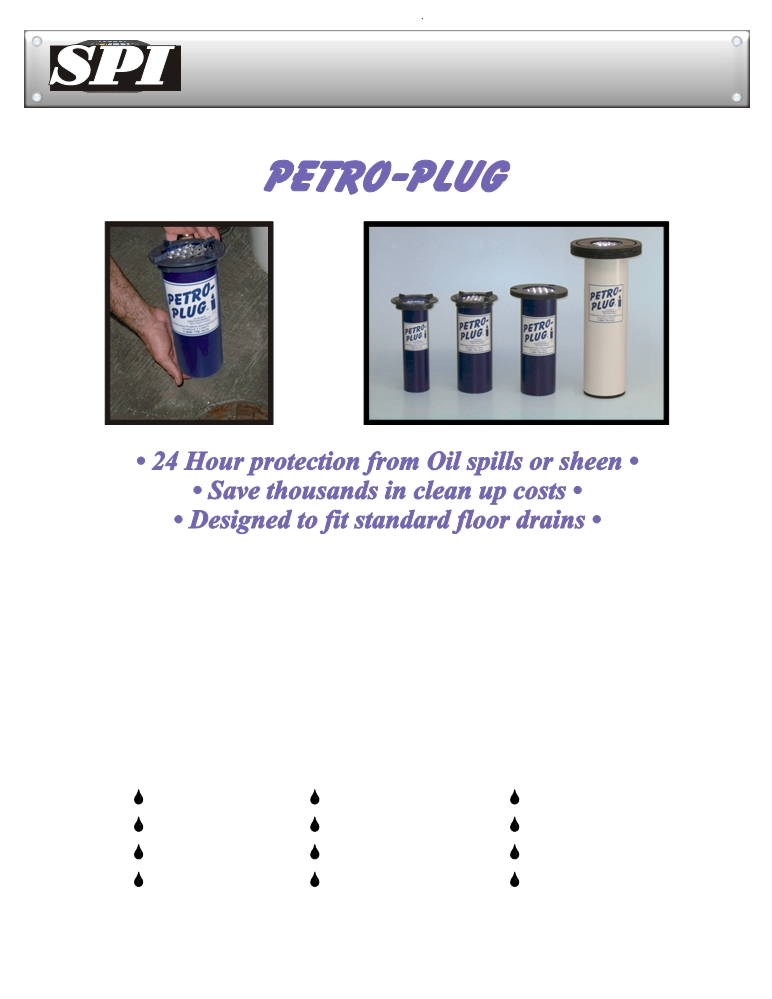 SPI
PETRO-PLUG
PETRO-
PLUG
PETRO-
PLUG
PETRO-
PLUG
PETRO-
PLUG
PETRO-
PLUG
• 24 Hour protection from Oil spills or sheen •
• Save thousands in clean up costs •
• Designed to fit standard floor drains •